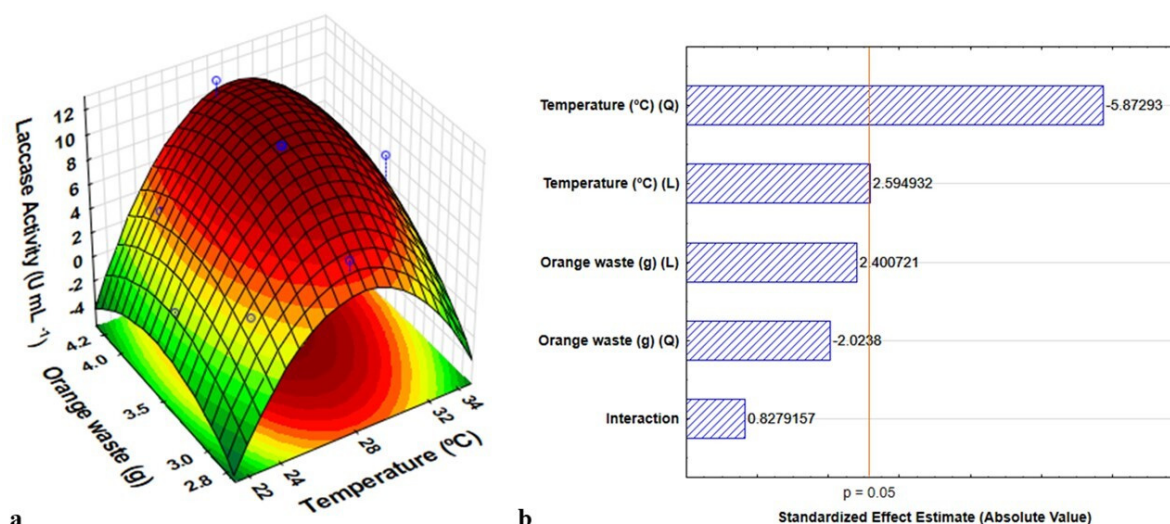 12
10
8
6
4
2
0
-2
-4
Laccase Activity (U mL -1)
4.2
4.0
3.5
3.0
2.8
Orange waste (g)
22
24
28
32
34
Temperature (ºC)
a
Temperature (ºC) (Q)
-5.87293
Temperature (ºC) (L)
2.594932
Orange waste (g) (L)
2.400721
Orange waste (g) (Q)
-2.0238
Interaction
0.8279157
p = 0.05
Standardized Effect Estimate (Absolute Value)
b